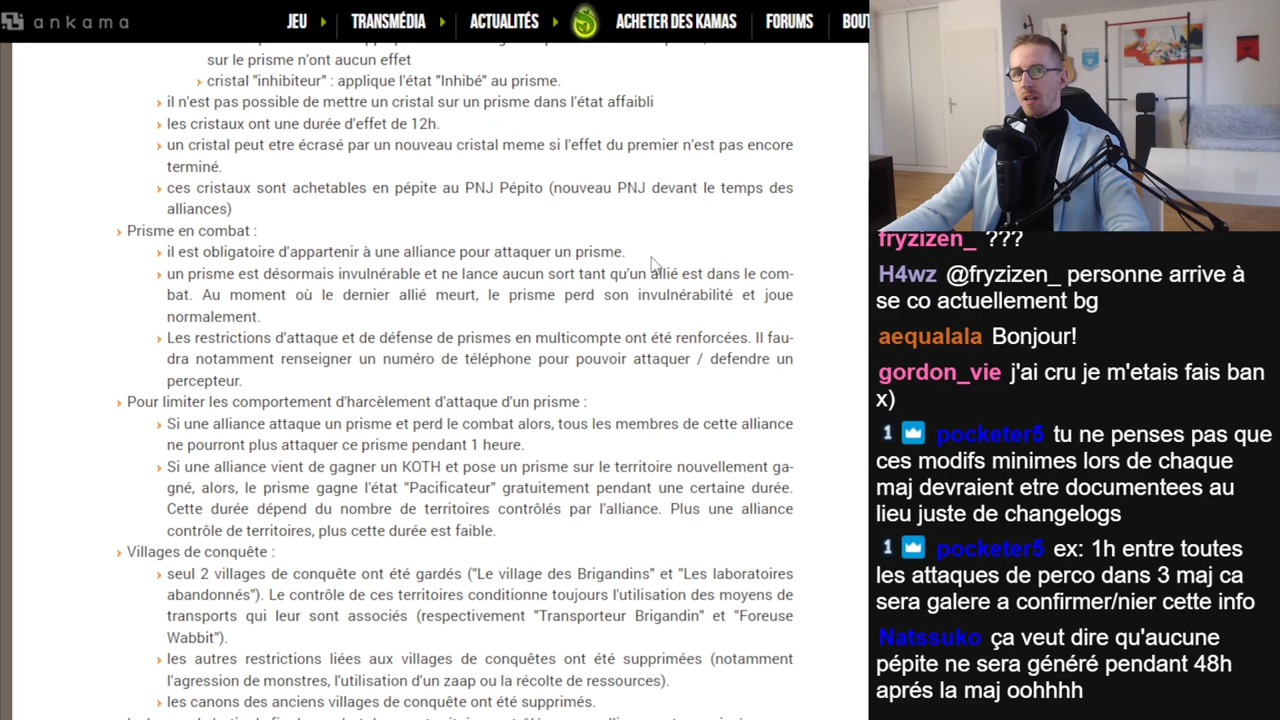 ankama
JEU
TRANSMÉDIA
ACTUALITÉS
ACHETER DES KAMAS
FORUMS
BOUT
sur le prisme n'ont aucun effet
cristal "inhibiteur" : applique l'état "Inhibé" au prisme.
il n'est pas possible de mettre un cristal sur un prisme dans l'état affaibli
les cristaux ont une durée d'effet de 12h.
un cristal peut etre écrasé par un nouveau cristal meme si l'effet du premier n'est pas encore
terminé.
ces cristaux sont achetables en pépite au PNJ Pépito (nouveau PNJ devant le temps des
alliances)
Prisme en combat :
il est obligatoire d'appartenir à une alliance pour attaquer un prisme.
un prisme est désormais invulnérable et ne lance aucun sort tant qu'un allié est dans le com-
bat. Au moment où le dernier allié meurt, le prisme perd son invulnérabilité et joue
normalement.
Les restrictions d'attaque et de défense de prismes en multicompte ont été renforcées. Il fau-
dra notamment renseigner un numéro de téléphone pour pouvoir attaquer / defendre un
percepteur.
Pour limiter les comportement d'harcèlement d'attaque d'un prisme :
Si une alliance attaque un prisme et perd le combat alors, tous les membres de cette alliance
ne pourront plus attaquer ce prisme pendant 1 heure.
Si une alliance vient de gagner un KOTH et pose un prisme sur le territoire nouvellement ga-
gné, alors, le prisme gagne l'état "Pacificateur" gratuitement pendant une certaine durée.
Cette durée dépend du nombre de territoires contrôlés par l'alliance. Plus une alliance
contrôle de territoires, plus cette durée est faible.
Villages de conquête :
seul 2 villages de conquête ont été gardés ("Le village des Brigandins" et "Les laboratoires
abandonnés"). Le contrôle de ces territoires conditionne toujours l'utilisation des moyens de
transports qui leur sont associés (respectivement "Transporteur Brigandin" et "Foreuse
Wabbit").
les autres restrictions liées aux villages de conquêtes ont été supprimées (notamment
l'agression de monstres, l'utilisation d'un zaap ou la récolte de ressources).
les canons des anciens villages de conquête ont été supprimés.
fryzizen_ ???
H4wz @fryzizen_ personne arrive à
se co actuellement bg
aequalala Bonjour!
gordon_vie j'ai cru je m'etais fais ban
x)
1 pocketer5 tu ne penses pas que
ces modifs minimes lors de chaque
maj devraient etre documentees au
lieu juste de changelogs
1 pocketer5 ex: 1h entre toutes
les attaques de perco dans 3 maj ca
sera galere a confirmer/nier cette info
Natssuko ça veut dire qu'aucune
pépite ne sera généré pendant 48h
aprés la maj oohhhh